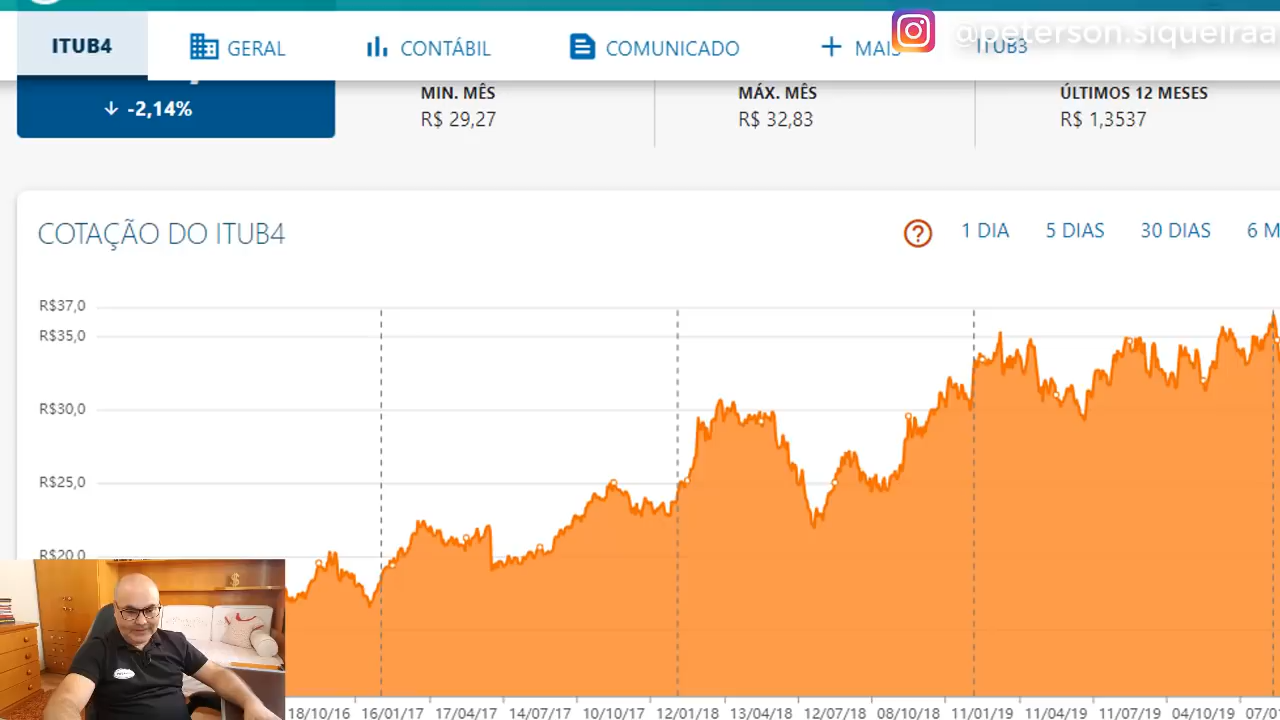 @peterson.siqueiraa
ITUB4 GERAL CONTÁBIL COMUNICADO + MAIS ITUB3
↓ -2,14%
MIN. MÊS MÁX. MÊS ÚLTIMOS 12 MESES
R$ 29,27 R$ 32,83 R$ 1,3537
COTAÇÃO DO ITUB4 ? 1 DIA 5 DIAS 30 DIAS 6 M
R$37,0
R$35,0
R$30,0
R$25,0
R$20,0
18/10/16 16/01/17 17/04/17 14/07/17 10/10/17 12/01/18 13/04/18 12/07/18 08/10/18 11/01/19 11/04/19 11/07/19 04/10/19 07/0